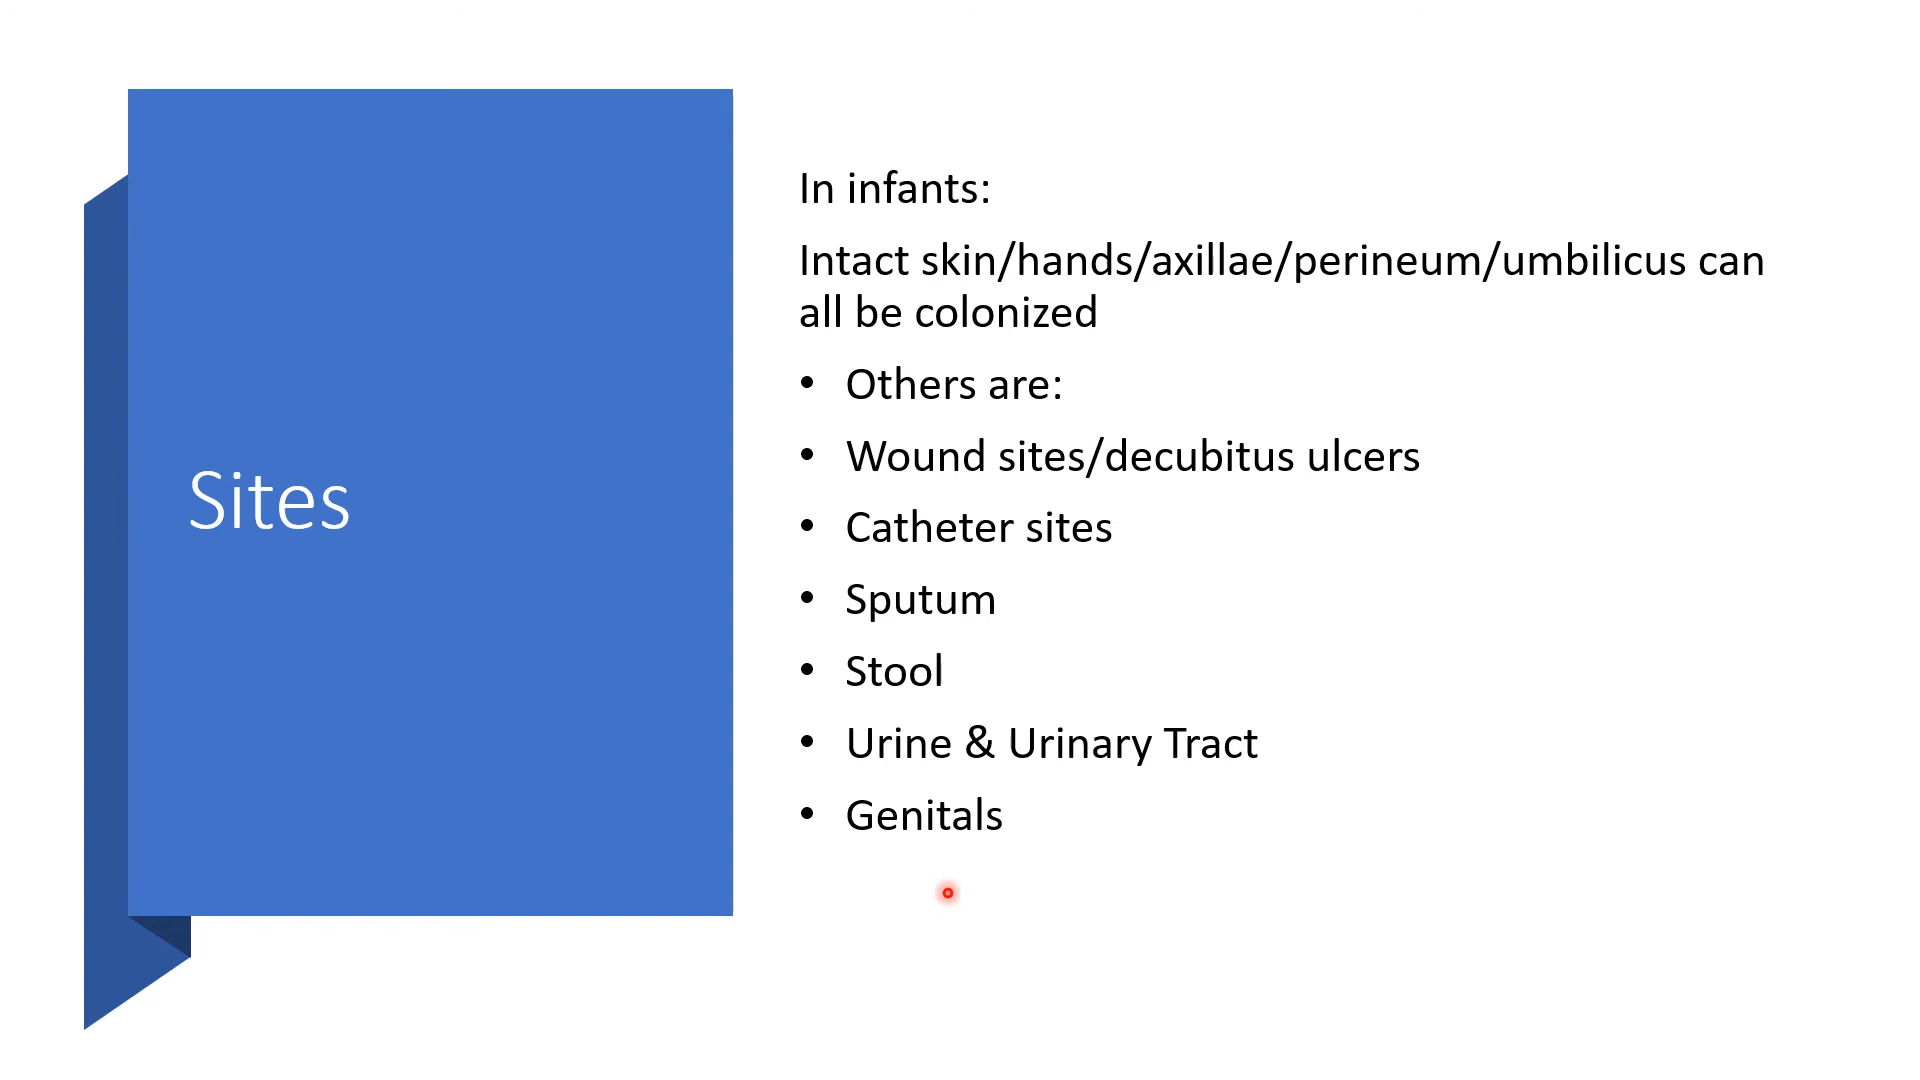 Sites
In infants:
Intact skin/hands/axillae/perineum/umbilicus can
all be colonized
• Others are:
• Wound sites/decubitus ulcers
• Catheter sites
• Sputum
• Stool
• Urine & Urinary Tract
• Genitals